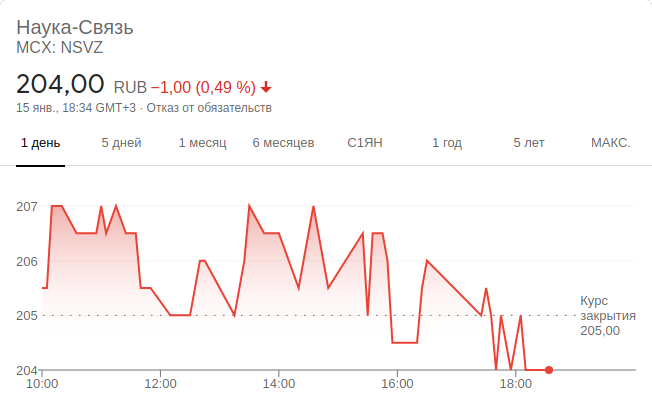 Наука-Связь
MCX: NSVZ
204,00 RUB −1,00 (0,49 %)
15 янв., 18:34 GMT+3 · Отказ от обязательств
1 день 5 дней 1 месяц 6 месяцев С1ЯН 1 год 5 лет МАКС.
207
206
205
204
Курс
закрытия
205,00
10:00 12:00 14:00 16:00 18:00